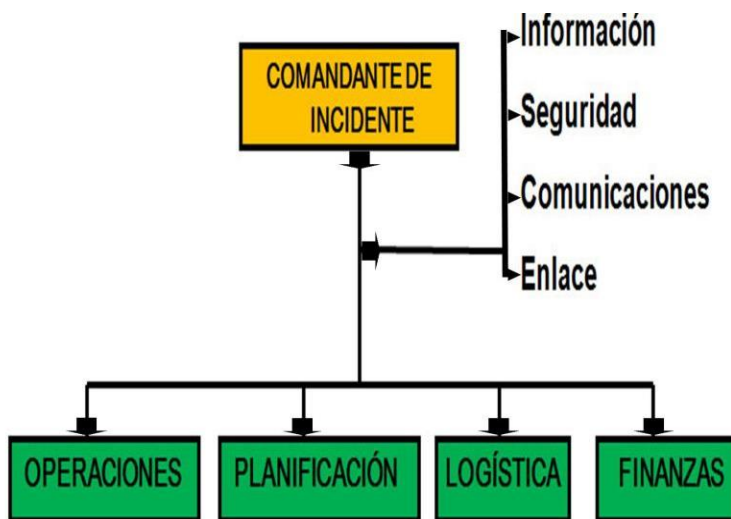 Información
COMANDANTE DE
INCIDENTE
Seguridad
Comunicaciones
Enlace
OPERACIONES
PLANIFICACIÓN
LOGÍSTICA
FINANZAS